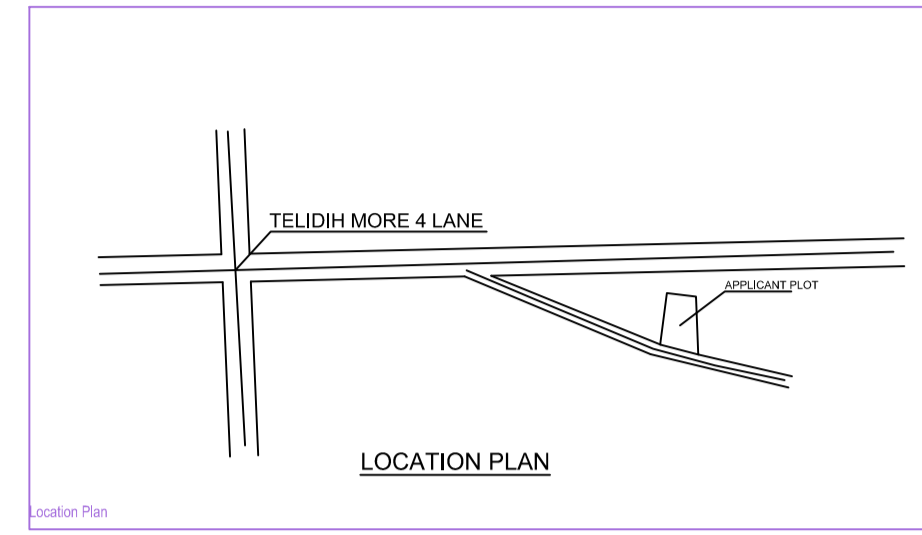 TELIDIH MORE 4 LANE
APPLICANT PLOT
LOCATION PLAN
Location Plan